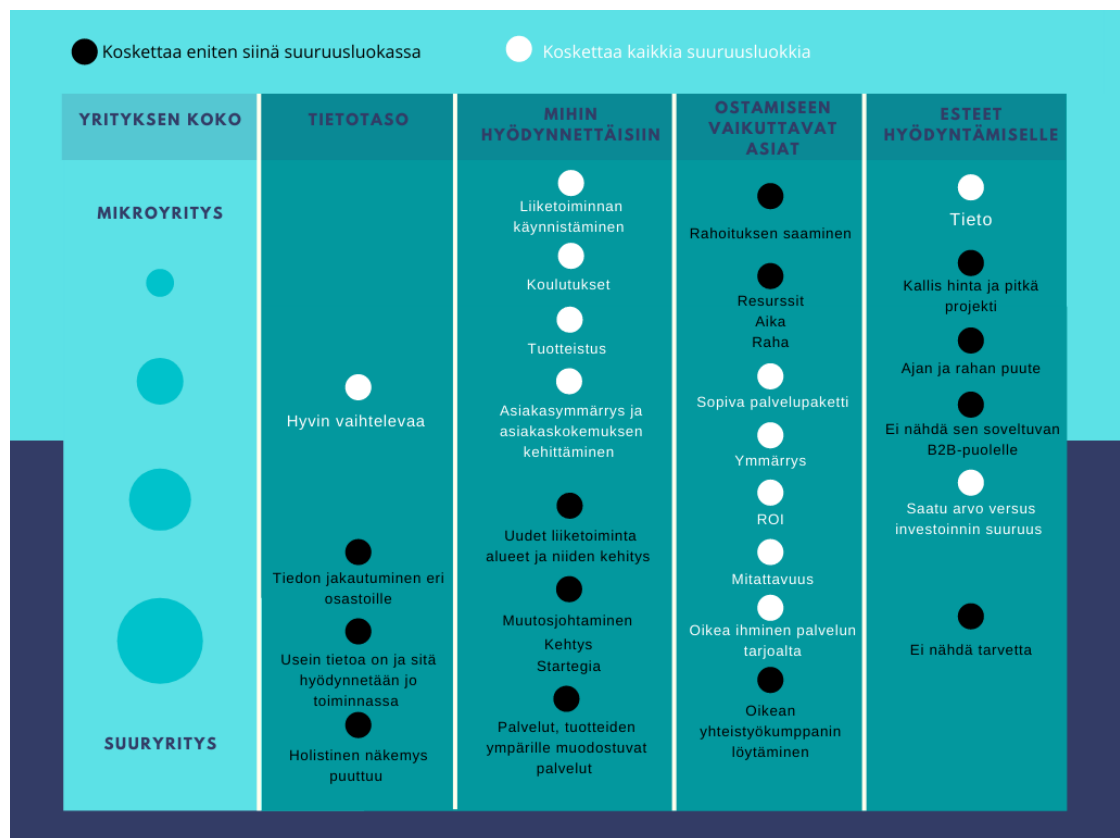 Koskettaa eniten siinä suuruusluokassa
Koskettaa kaikkia suuruusluokkia
YRITYKSEN KOKO
MIKROYRITYS
SUURYRITYS
TIETOTASO
Hyvin vaihtelevaa
Tiedon jakautuminen eri
osastoille
Usein tietoa on ja sitä
hyödynnetään jo
toiminnassa
Holistinen näkemys
puuttuu
MIHIN
HYÖDYNNETTÄISIIN
Liiketoiminnan
käynnistäminen
Koulutukset
Tuotteistus
Asiakasymmärrys ja
asiakaskokemuksen
kehittäminen
Uudet liiketoiminta
alueet ja niiden kehitys
Muutosjohtaminen
Kehtys
Startegia
Palvelut, tuotteiden
ympärille muodostuvat
palvelut
OSTAMISEEN
VAIKUTTAVAT
ASIAT
Rahoituksen saaminen
Resurssit
Aika
Raha
Sopiva palvelupaketti
Ymmärrys
ROI
Mitattavuus
Oikea ihminen palvelun
tarjoalta
Oikean
yhteistyökumppanin
löytäminen
ESTEET
HYÖDYNTÄMISELLE
Tieto
Kallis hinta ja pitkä
projekti
Ajan ja rahan puute
Ei nähdä sen soveltuvan
B2B-puolelle
Saatu arvo versus
investoinnin suuruus
Ei nähdä tarvetta